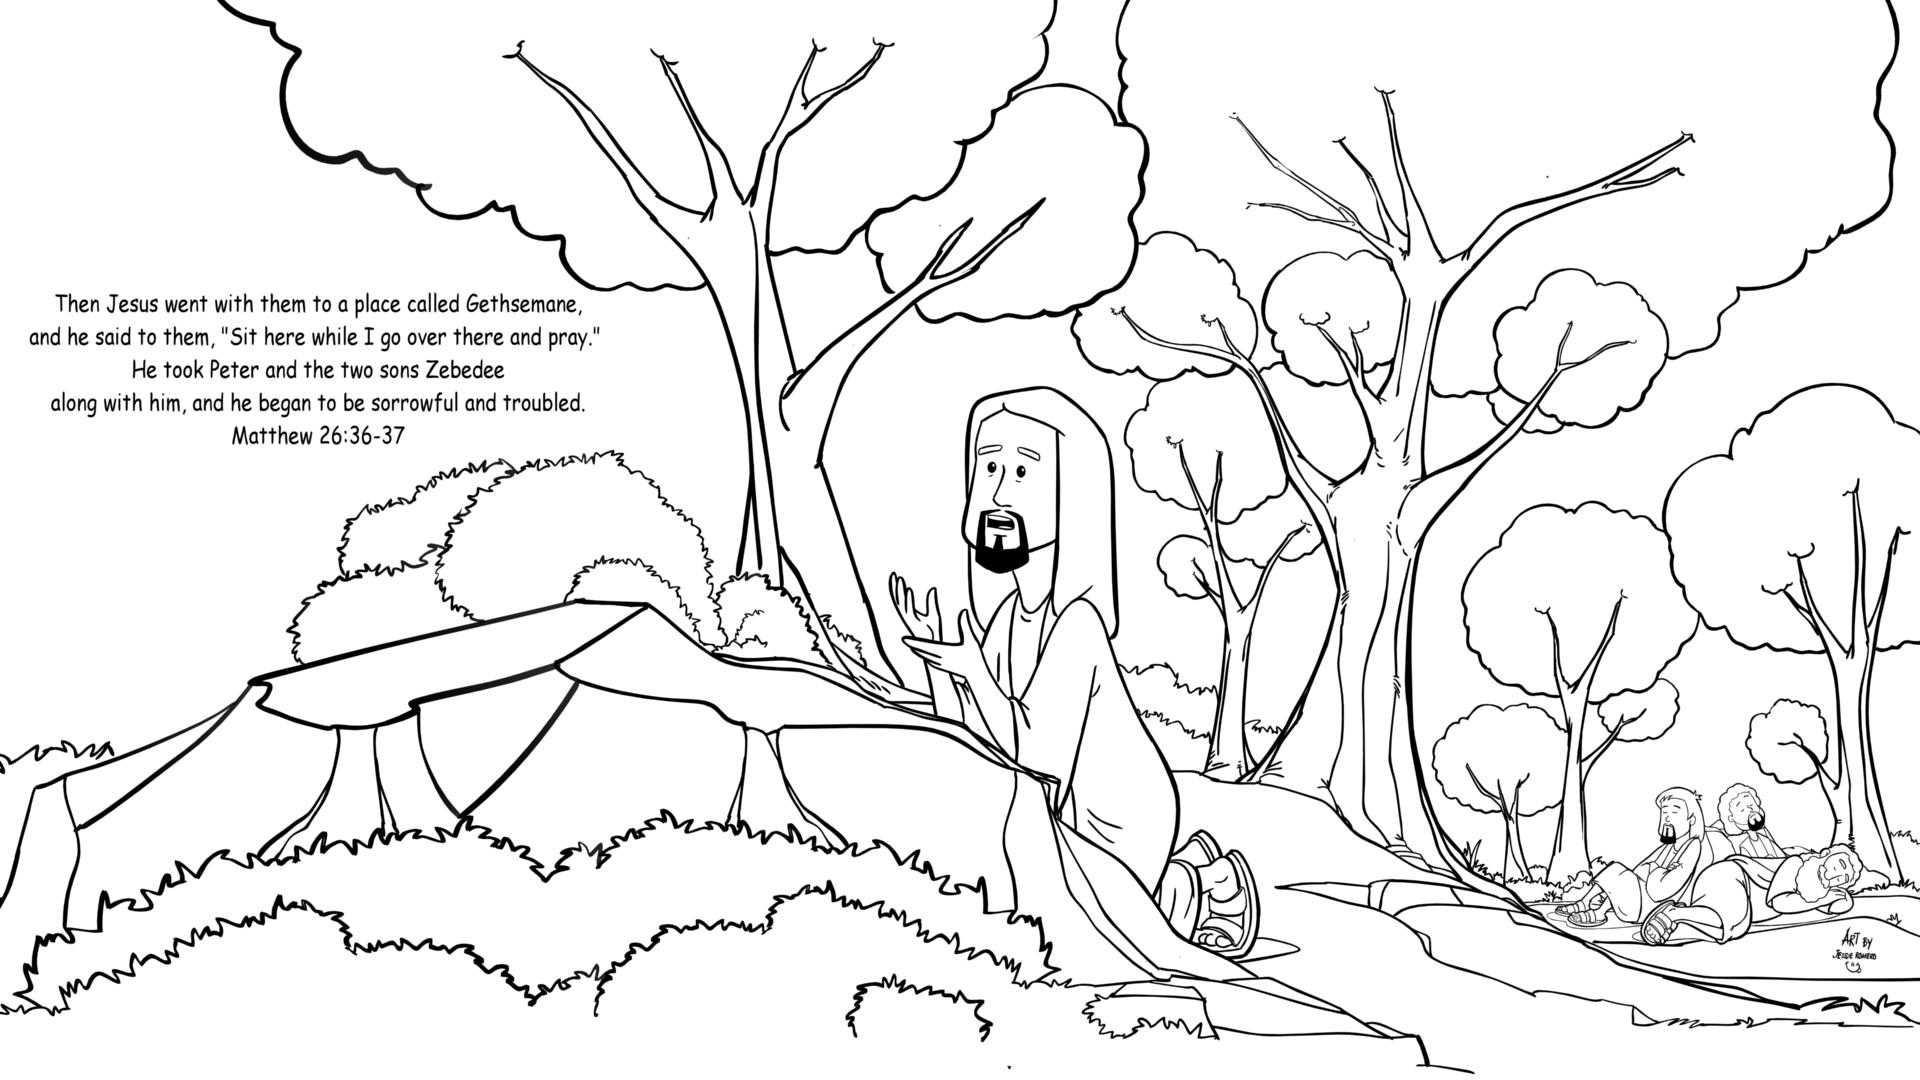 Then Jesus went with them to a place called Gethsemane,
and he said to them, "Sit here while I go over there and pray."
He took Peter and the two sons Zebedee
along with him, and he began to be sorrowful and troubled.
Matthew 26:36-37
ART BY
JESSIE ROMERO